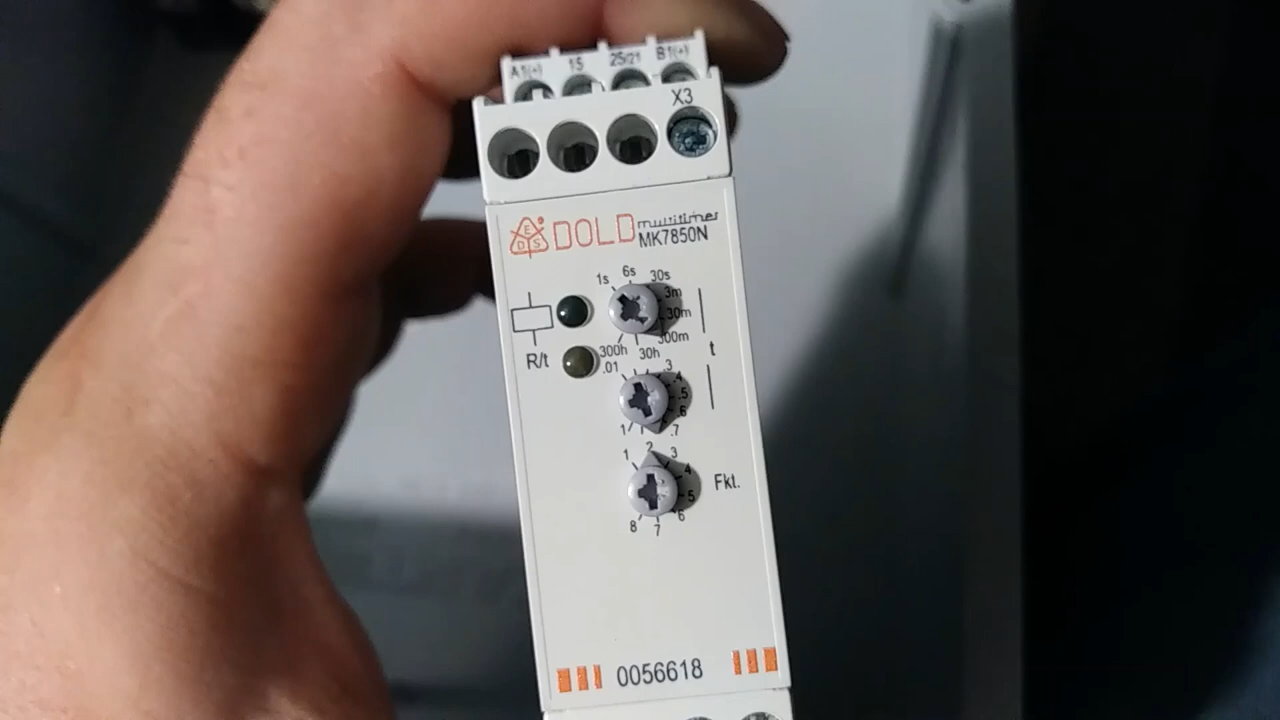 A1(+) 15 25/21 B1(+)
X3
DOLD multitimer
MK7850N
E
D S
1s 6s 30s
3m
30m
300m
300h 30h
t
R/t
.01 .3
.4
.5
.6
1 .7
1 2 3
4
5
6
8 7
Fkt.
0056618